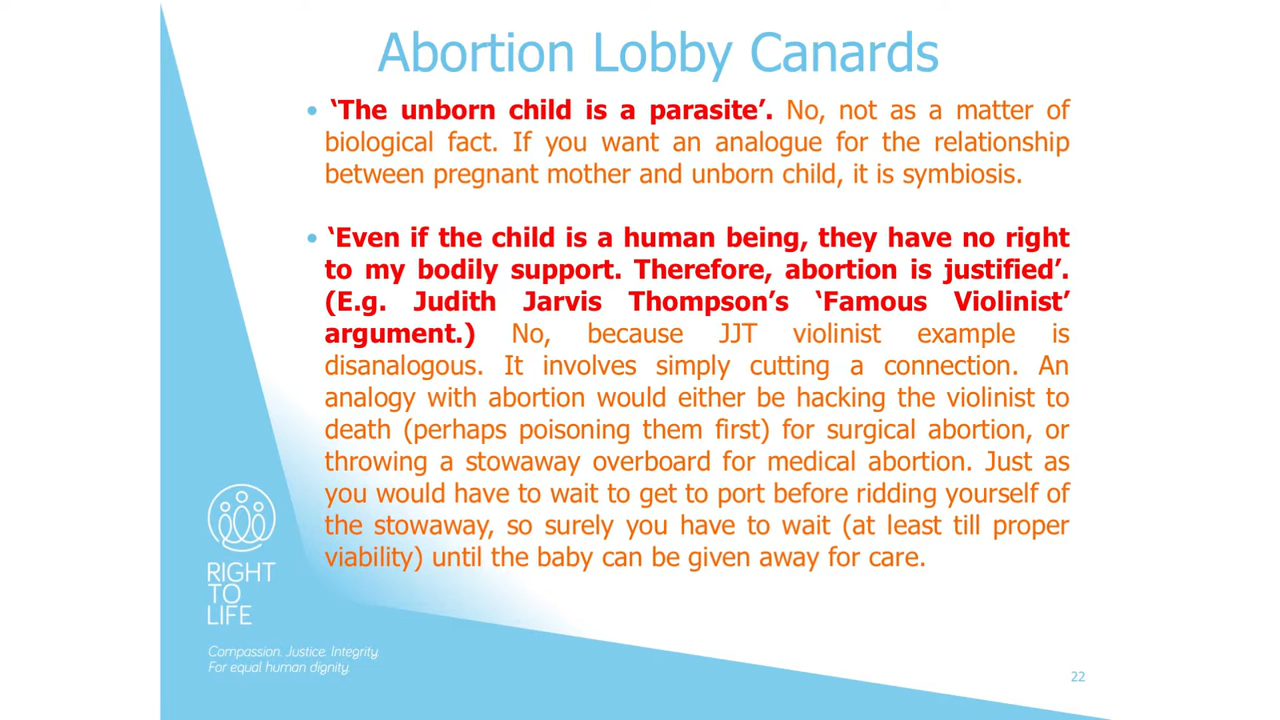 Abortion Lobby Canards
• ‘The unborn child is a parasite’. No, not as a matter of
biological fact. If you want an analogue for the relationship
between pregnant mother and unborn child, it is symbiosis.
• ‘Even if the child is a human being, they have no right
to my bodily support. Therefore, abortion is justified’.
(E.g. Judith Jarvis Thompson’s ‘Famous Violinist’
argument.) No, because JJT violinist example is
disanalogous. It involves simply cutting a connection. An
analogy with abortion would either be hacking the violinist to
death (perhaps poisoning them first) for surgical abortion, or
throwing a stowaway overboard for medical abortion. Just as
you would have to wait to get to port before ridding yourself of
the stowaway, so surely you have to wait (at least till proper
viability) until the baby can be given away for care.
RIGHT
TO
LIFE
Compassion. Justice. Integrity.
For equal human dignity.
22